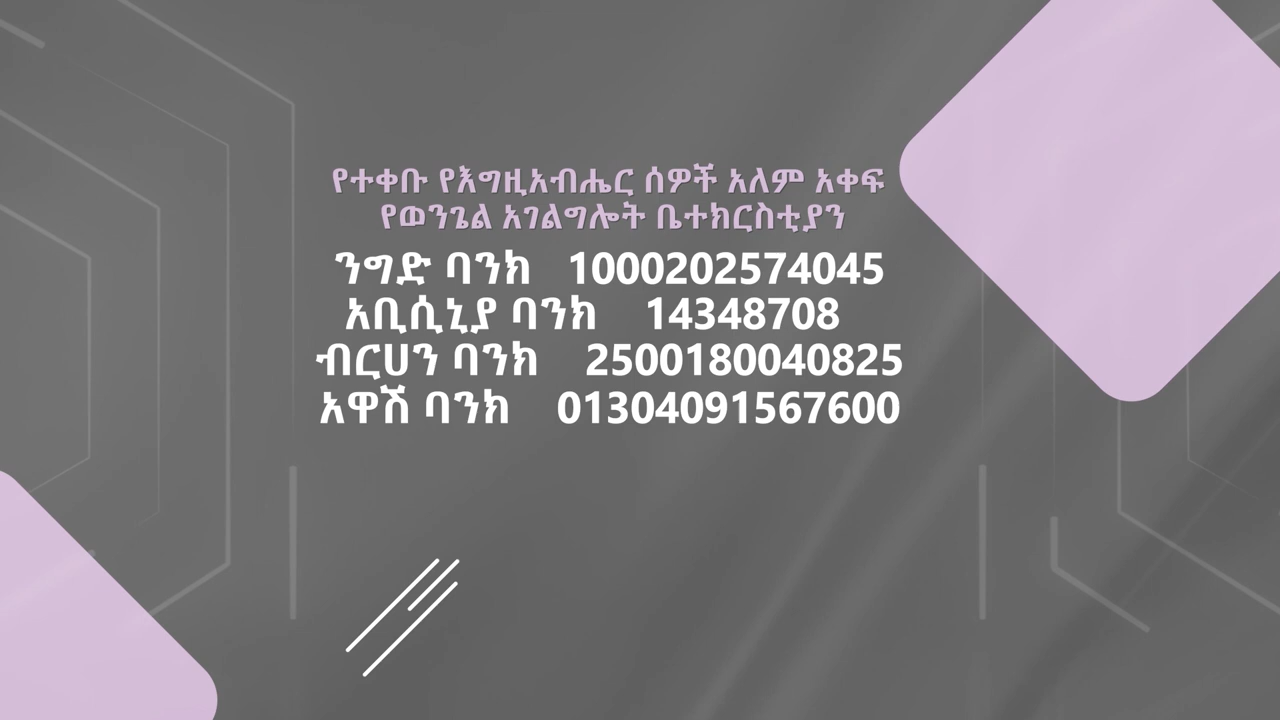 የተቀቡ የእግዚአብሔር ሰዎች አለም አቀፍ
የወንጌል አገልግሎት ቤተክርስቲያን
ንግድ ባንክ 1000202574045
አቢሲኒያ ባንክ 14348708
ብርሀን ባንክ 2500180040825
አዋሽ ባንክ 01304091567600